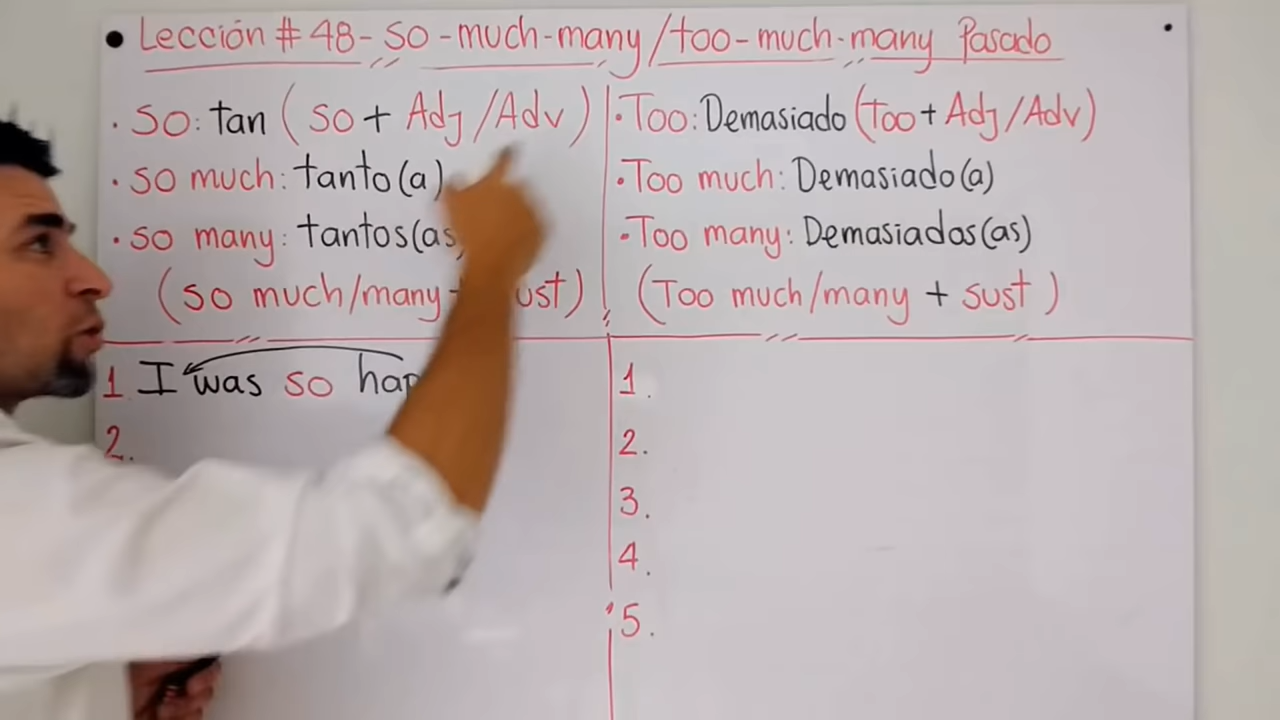 • Lección # 48 - so - much - many / too - much - many Pasado
• so: tan (so + Adj / Adv)
• so much: tanto(a)
• so many: tantos(as
(so much/many + ust)
• Too: Demasiado (Too + Adj / Adv)
• Too much: Demasiado(a)
• Too many: Demasiados(as)
(Too much/many + sust)
1 I was so hap
2.
1.
2.
3.
4.
5.